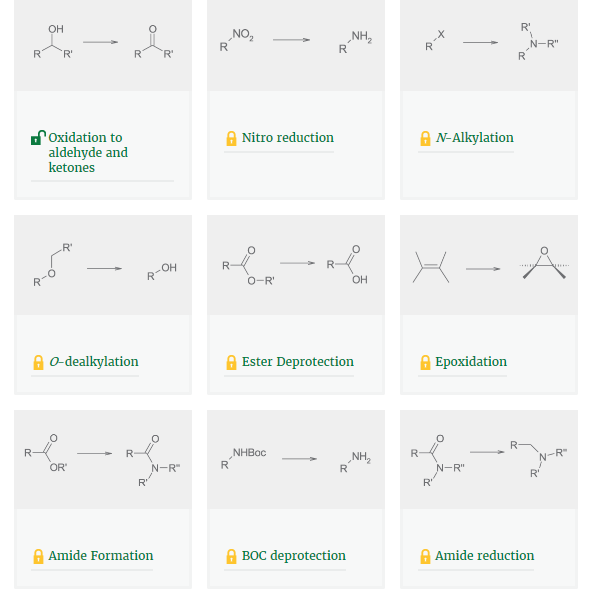 OH O
R R' R R'
NO2 NH2
R R
X R'
R N R"
R
Oxidation to
aldehyde and
ketones
Nitro reduction
N-Alkylation
R'
O OH
R R
O O
R R
O-R' OH
O
O-dealkylation
Ester Deprotection
Epoxidation
O O
R R
OR' N R"
R'
NHBoc NH2
R R
O R
R N R"
N R" R'
R'
Amide Formation
BOC deprotection
Amide reduction